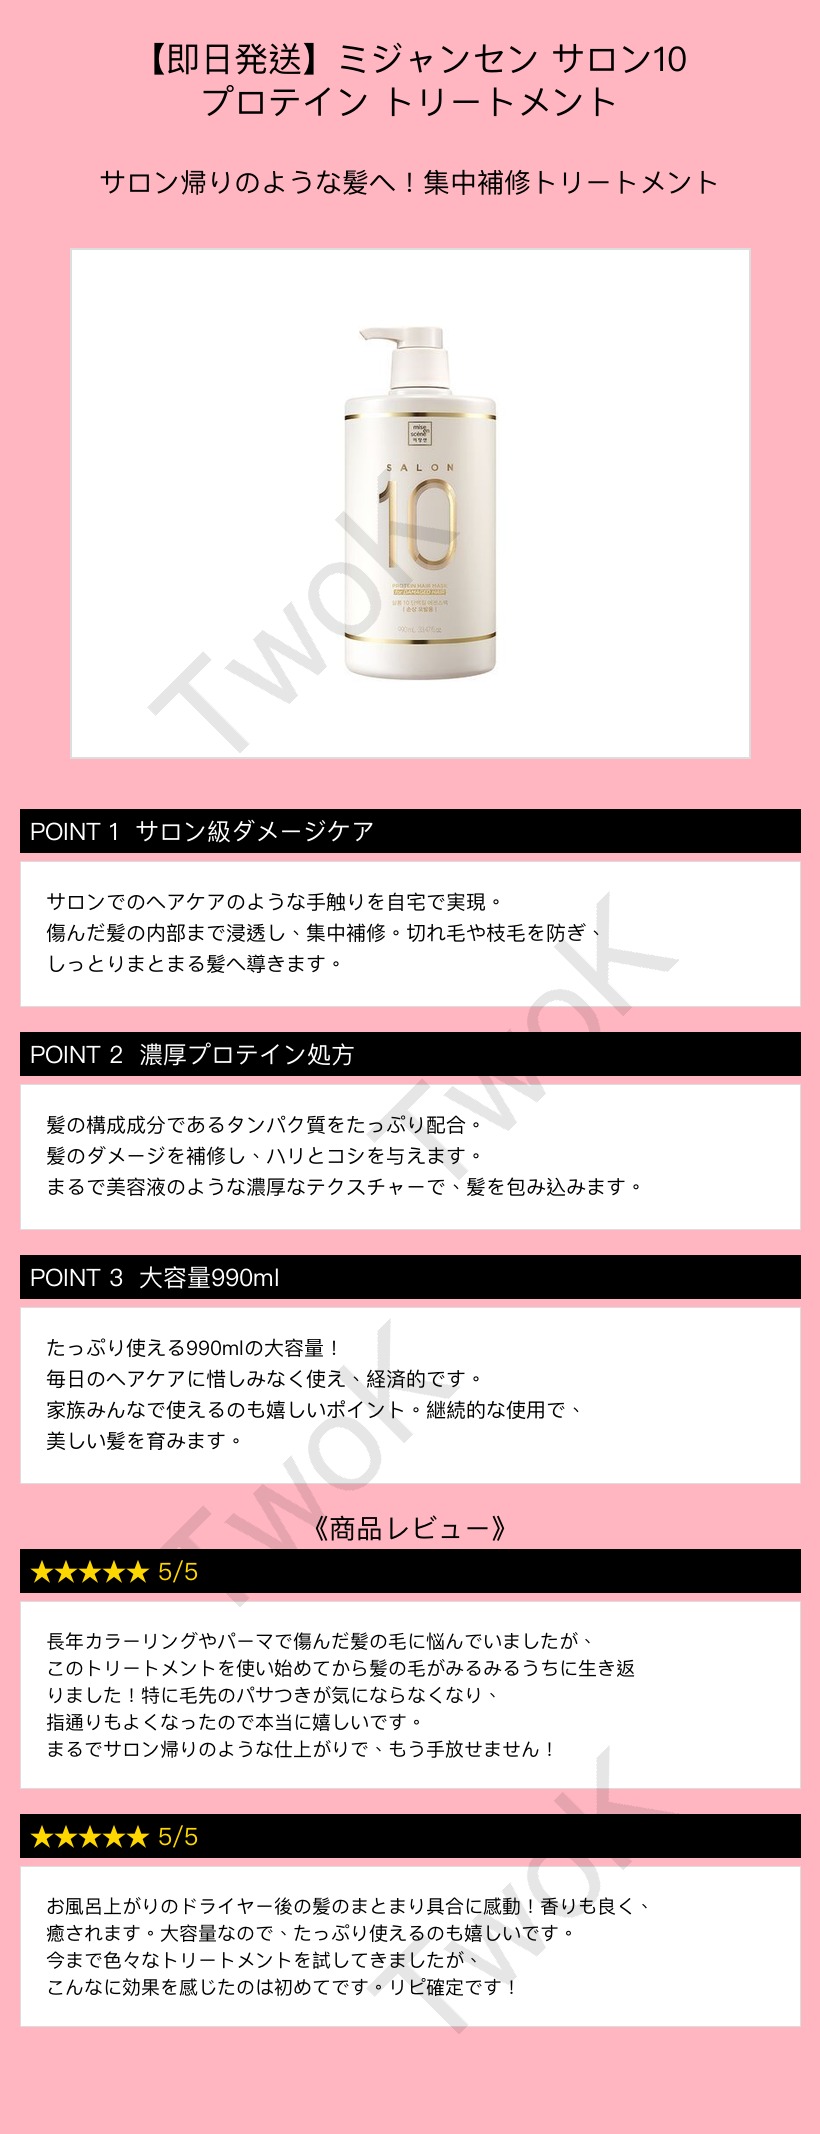 【即日発送】ミジャンセン サロン10
プロテイン トリートメント
サロン帰りのような髪へ！集中補修トリートメント
mise
en
scène
미쟝센
SALON
10
PROTEIN HAIR MASK
for DAMAGED HAIR
990mL
TwoK
POINT 1 サロン級ダメージケア
サロンでのヘアケアのような手触りを自宅で実現。
傷んだ髪の内部まで浸透し、集中補修。切れ毛や枝毛を防ぎ、
しっとりまとまる髪へ導きます。
TwoK
POINT 2 濃厚プロテイン処方
髪の構成成分であるタンパク質をたっぷり配合。
髪のダメージを補修し、ハリとコシを与えます。
まるで美容液のような濃厚なテクスチャーで、髪を包み込みます。
POINT 3 大容量990ml
たっぷり使える990mlの大容量！
毎日のヘアケアに惜しみなく使え、経済的です。
家族みんなで使えるのも嬉しいポイント。継続的な使用で、
美しい髪を育みます。
TwoK
《商品レビュー》
★★★★★ 5/5
長年カラーリングやパーマで傷んだ髪の毛に悩んでいましたが、
このトリートメントを使い始めてから髪の毛がみるみるうちに生き返
りました！特に毛先のパサつきが気にならなくなり、
指通りもよくなったので本当に嬉しいです。
まるでサロン帰りのような仕上がりで、もう手放せません！
★★★★★ 5/5
お風呂上がりのドライヤー後の髪のまとまり具合に感動！香りも良く、
癒されます。大容量なので、たっぷり使えるのも嬉しいです。
今まで色々なトリートメントを試してきましたが、
こんなに効果を感じたのは初めてです。リピ確定です！
TwoK